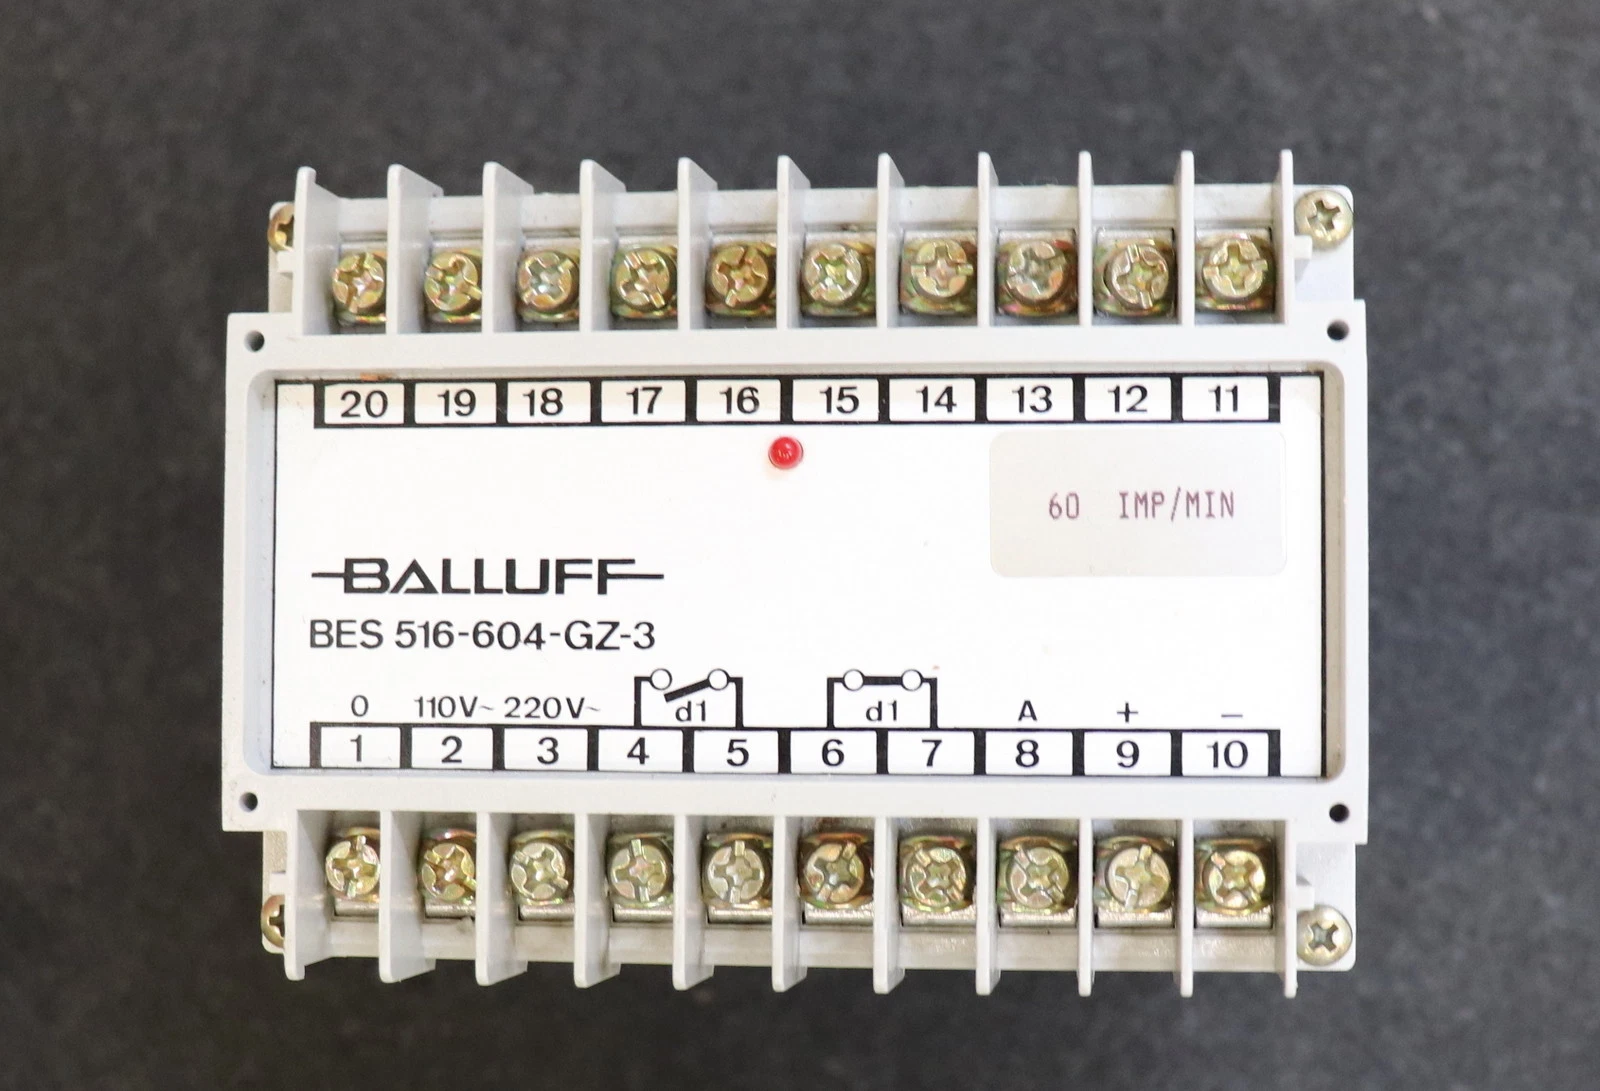 20 19 18 17 16 15 14 13 12 11
60 IMP/MIN
BALLUFF
BES 516-604-GZ-3
0 110V~ 220V~ d1 d1 A + −
1 2 3 4 5 6 7 8 9 10